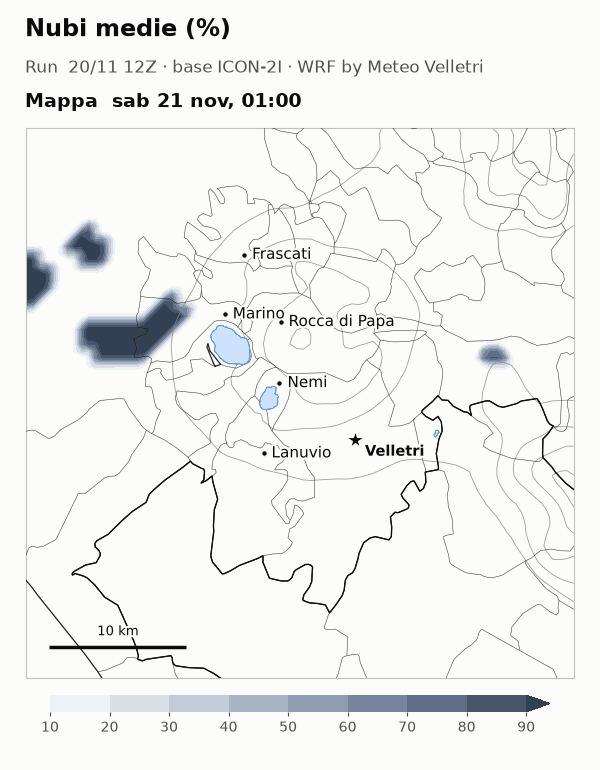 Nubi medie (%)
Run  20/11 12Z · base ICON-2I · WRF by Meteo Velletri
Mappa  sab 21 nov, 01:00
Frascati
Marino
Rocca di Papa
Nemi
Velletri
Lanuvio
10 km
10 20 30 40 50 60 70 80 90